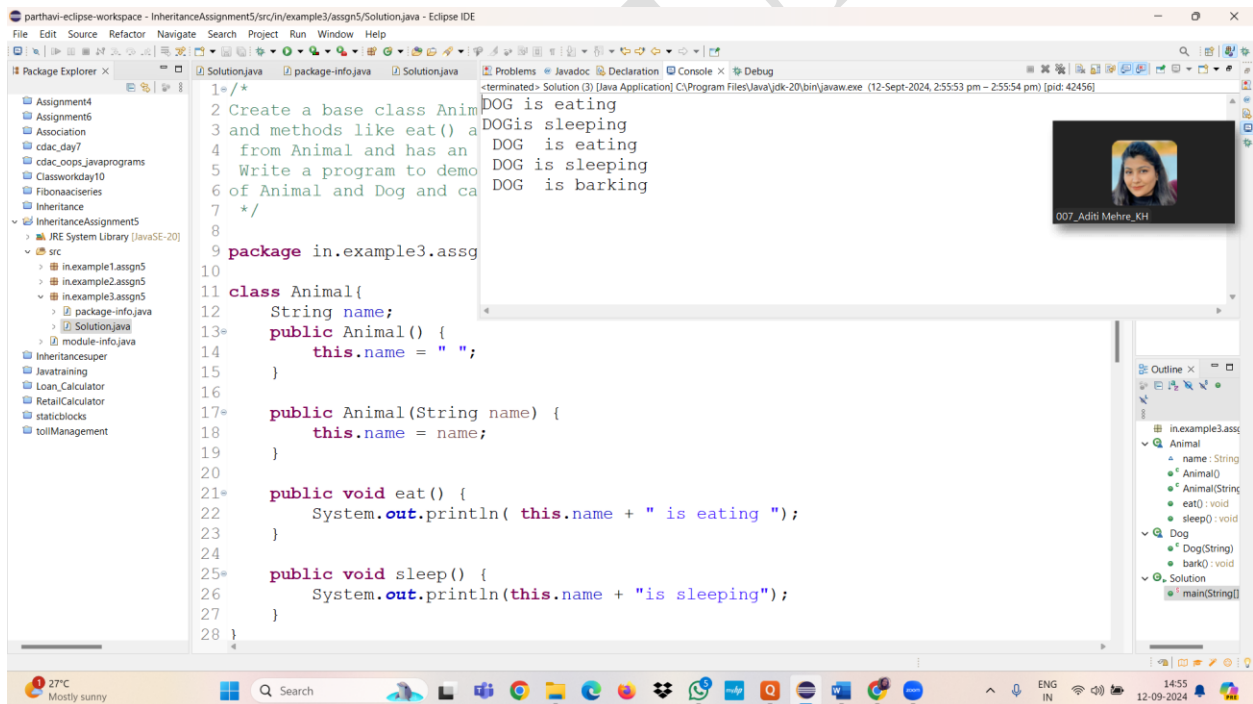 parthavi-eclipse-workspace - InheritanceAssignment5/src/in/example3/assgn5/Solution.java - Eclipse IDE
File Edit Source Refactor Navigate Search Project Run Window Help
Package Explorer
Assignment4
Assignment6
Association
cdac_day7
cdac_oops_javaprograms
Classworkday10
Fibonaaciseries
Inheritance
InheritanceAssignment5
JRE System Library [JavaSE-20]
src
in.example1.assgn5
in.example2.assgn5
in.example3.assgn5
package-info.java
Solution.java
module-info.java
Inheritancesuper
Javatraining
Loan_Calculator
RetailCalculator
staticblocks
tollManagement
Solution.java package-info.java Solution.java
1 /*
2 Create a base class Anim
3 and methods like eat() a
4 from Animal and has an
5 Write a program to demo
6 of Animal and Dog and ca
7 */
8
9 package in.example3.assg
10
11 class Animal{
12 String name;
13 public Animal() {
14 this.name = " ";
15 }
16
17 public Animal(String name) {
18 this.name = name;
19 }
20
21 public void eat() {
22 System.out.println( this.name + " is eating ");
23 }
24
25 public void sleep() {
26 System.out.println(this.name + "is sleeping");
27 }
28 }
Problems Javadoc Declaration Console Debug
<terminated> Solution (3) [Java Application] C:\Program Files\Java\jdk-20\bin\javaw.exe (12-Sept-2024, 2:55:53 pm – 2:55:54 pm) [pid: 42456]
DOG is eating
DOGis sleeping
DOG is eating
DOG is sleeping
DOG is barking
007_Aditi Mehre_KH
Outline
in.example3.assg
Animal
name : String
Animal()
Animal(String
eat() : void
sleep() : void
Dog
Dog(String)
bark() : void
Solution
main(String[]
1
27°C
Mostly sunny
Search
5
zoom
ENG
IN
14:55
12-09-2024
PRE